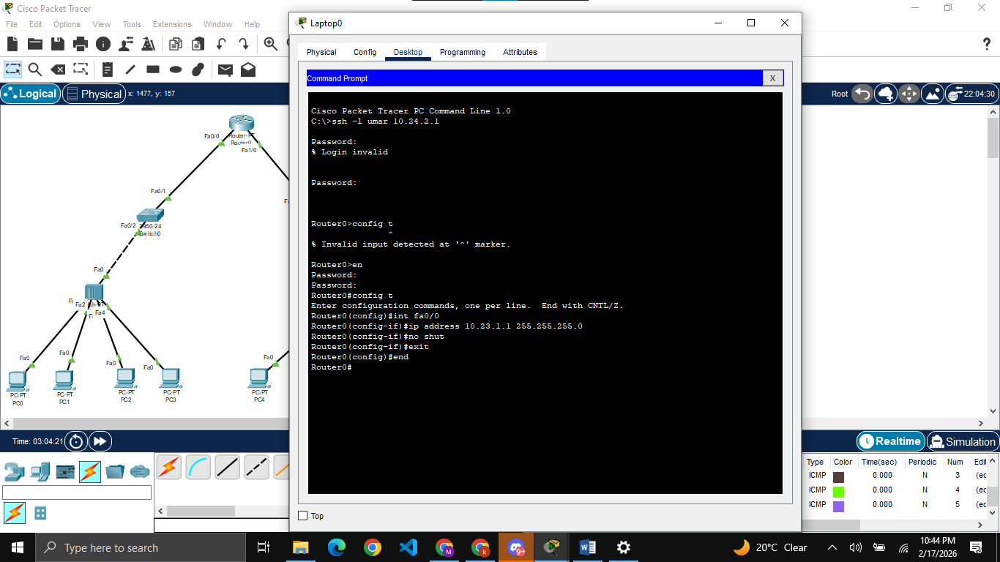 Cisco Packet Tracer
File Edit Options View Tools Extensions Window Help
Logical
Physical
x: 1477, y: 157
Root
22:04:30
Router-PT
Router0
Fa0/0
Fa1/0
Fa0/1
Fa0/2
2950-24
Switch0
Fa0
Fa2
Fa4
Fa0
Fa0
Fa0
Fa0
Fa0
PC-PT
PC0
PC-PT
PC1
PC-PT
PC2
PC-PT
PC3
PC-PT
PC4
Laptop0
Physical Config Desktop Programming Attributes
Command Prompt
X
Cisco Packet Tracer PC Command Line 1.0
C:\>ssh -l umar 10.24.2.1
Password:
% Login invalid
Password:
Router0>config t
^
% Invalid input detected at '^' marker.
Router0>en
Password:
Password:
Router0#config t
Enter configuration commands, one per line. End with CNTL/Z.
Router0(config)#int fa0/0
Router0(config-if)#ip address 10.23.1.1 255.255.255.0
Router0(config-if)#no shut
Router0(config-if)#exit
Router0(config)#end
Router0#
Top
Time: 03:04:21
Realtime
Simulation
Type Color Time(sec) Periodic Num Edit
ICMP 0.000 N 3 (ec
ICMP 0.000 N 4 (ec
ICMP 0.000 N 5 (ec
Type here to search
M
k
9+
20°C Clear
10:44 PM
2/17/2026